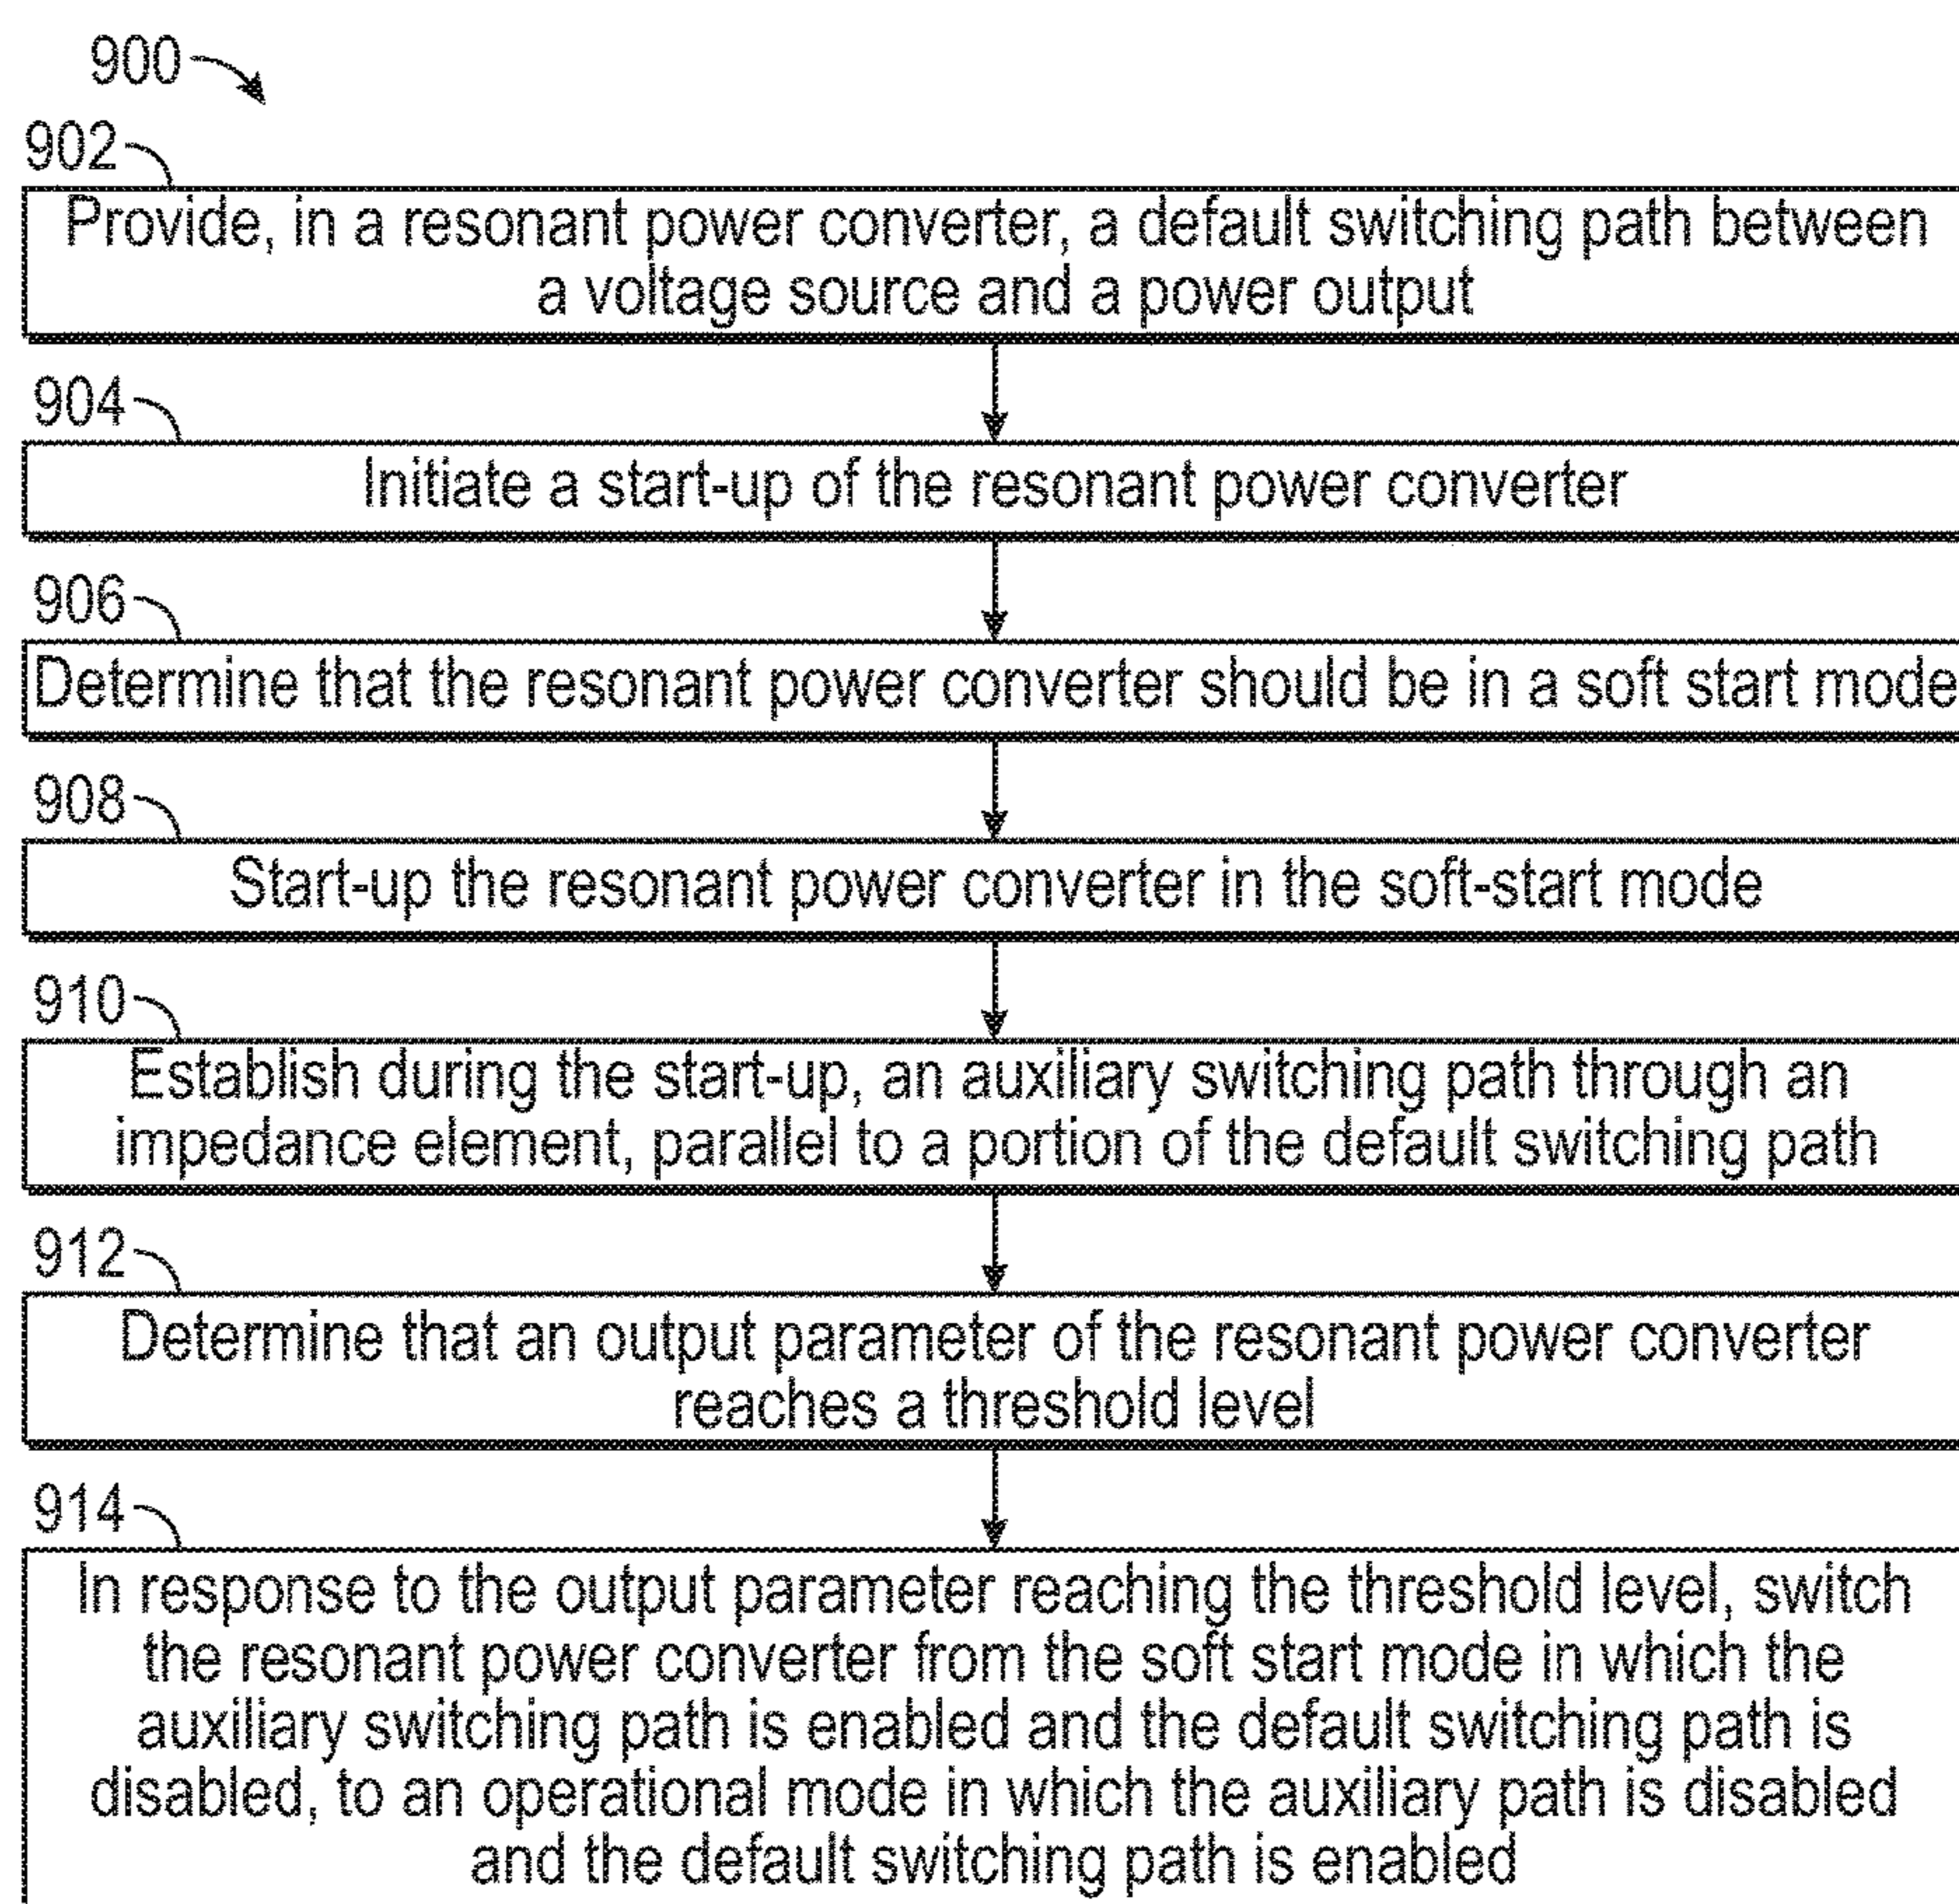 900
902
Provide, in a resonant power converter, a default switching path between
a voltage source and a power output
904
Initiate a start-up of the resonant power converter
906
Determine that the resonant power converter should be in a soft start mode
908
Start-up the resonant power converter in the soft-start mode
910
Establish during the start-up, an auxiliary switching path through an
impedance element, parallel to a portion of the default switching path
912
Determine that an output parameter of the resonant power converter
reaches a threshold level
914
In response to the output parameter reaching the threshold level, switch
the resonant power converter from the soft start mode in which the
auxiliary switching path is enabled and the default switching path is
disabled, to an operational mode in which the auxiliary path is disabled
and the default switching path is enabled